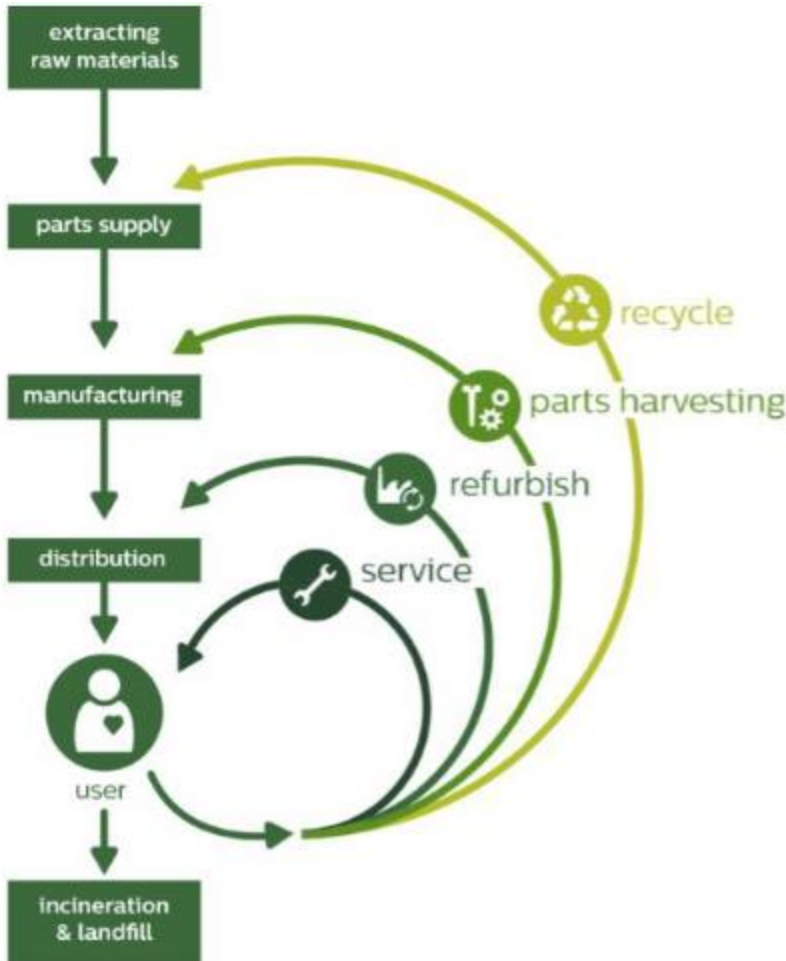 extracting
raw materials
parts supply
recycle
manufacturing
parts harvesting
refurbish
distribution
service
user
incineration
& landfill